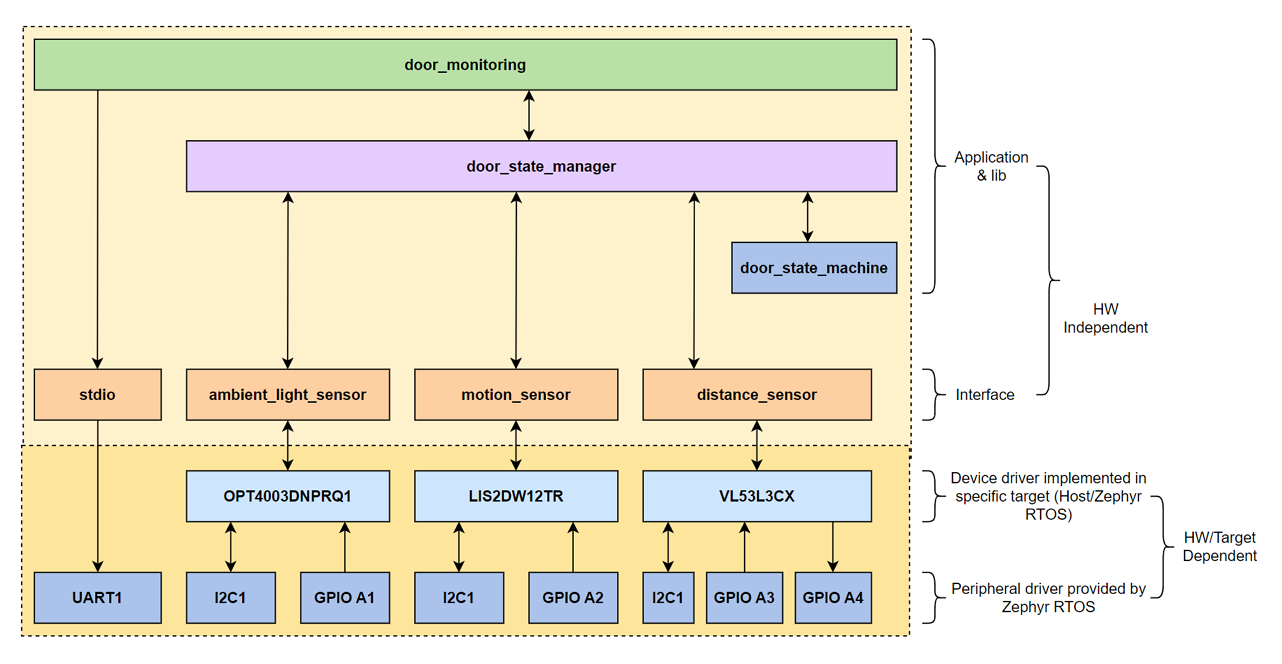 door_monitoring
door_state_manager
Application
& lib
door_state_machine
HW
Independent
stdio
ambient_light_sensor
motion_sensor
distance_sensor
Interface
OPT4003DNPRQ1
LIS2DW12TR
VL53L3CX
Device driver implemented in
specific target (Host/Zephyr
RTOS)
HW/Target
Dependent
UART1
I2C1
GPIO A1
I2C1
GPIO A2
I2C1
GPIO A3
GPIO A4
Peripheral driver provided by
Zephyr RTOS